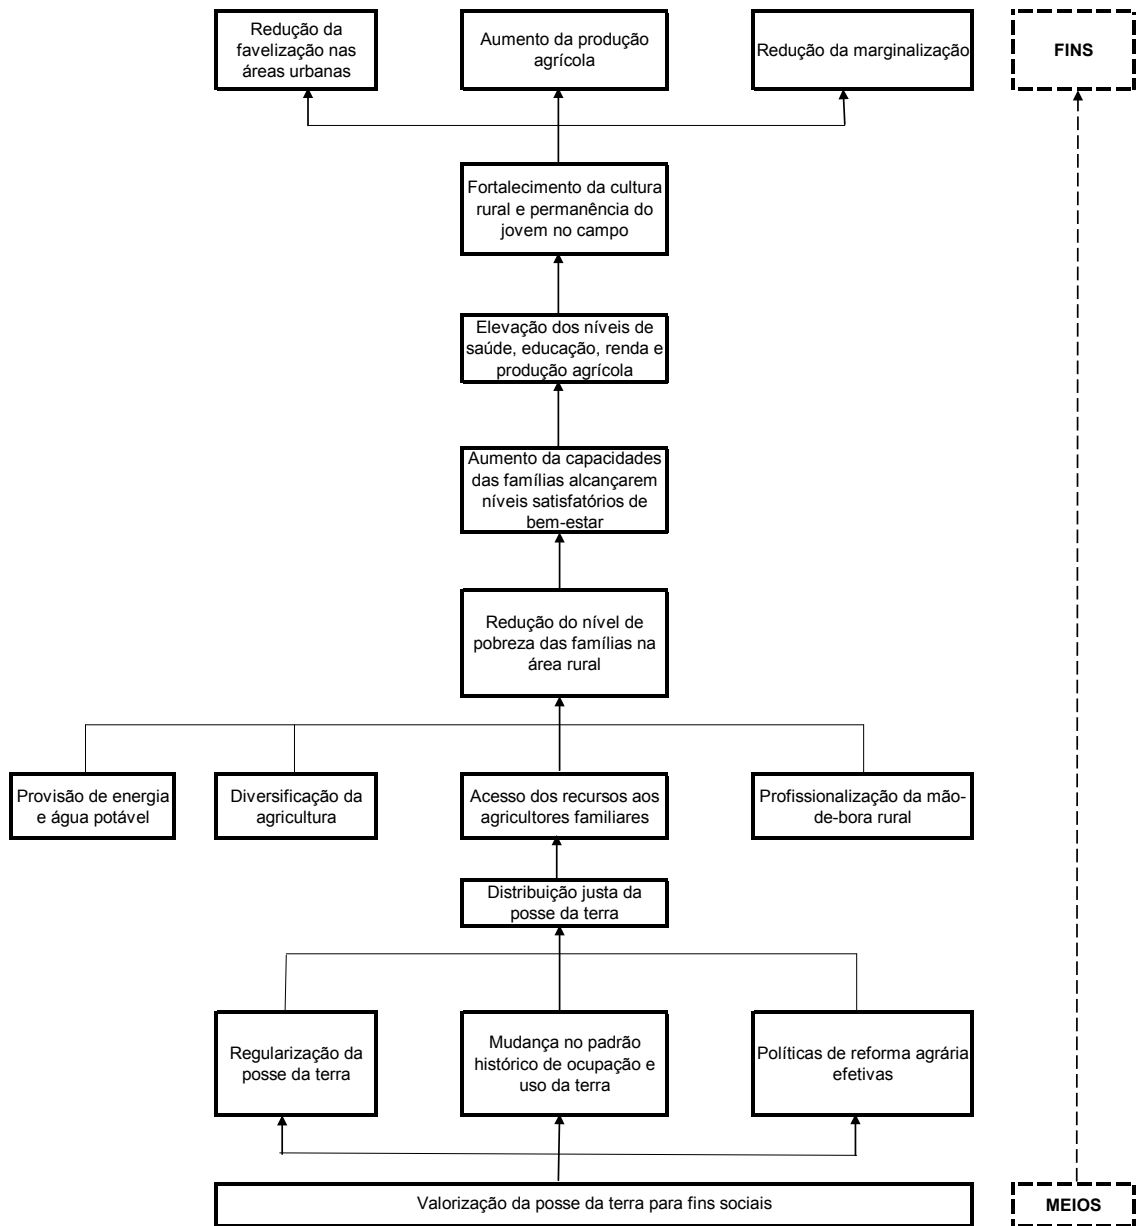 Redução da
favelização nas
áreas urbanas
Aumento da produção
agrícola
Redução da marginalização
FINS
Fortalecimento da cultura
rural e permanência do
jovem no campo
Elevação dos níveis de
saúde, educação, renda e
produção agrícola
Aumento da capacidades
das famílias alcançarem
níveis satisfatórios de
bem-estar
Redução do nível de
pobreza das famílias na
área rural
Provisão de energia
e água potável
Diversificação da
agricultura
Acesso dos recursos aos
agricultores familiares
Profissionalização da mão-
de-bora rural
Distribuição justa da
posse da terra
Regularização da
posse da terra
Mudança no padrão
histórico de ocupação e
uso da terra
Políticas de reforma agrária
efetivas
Valorização da posse da terra para fins sociais
MEIOS